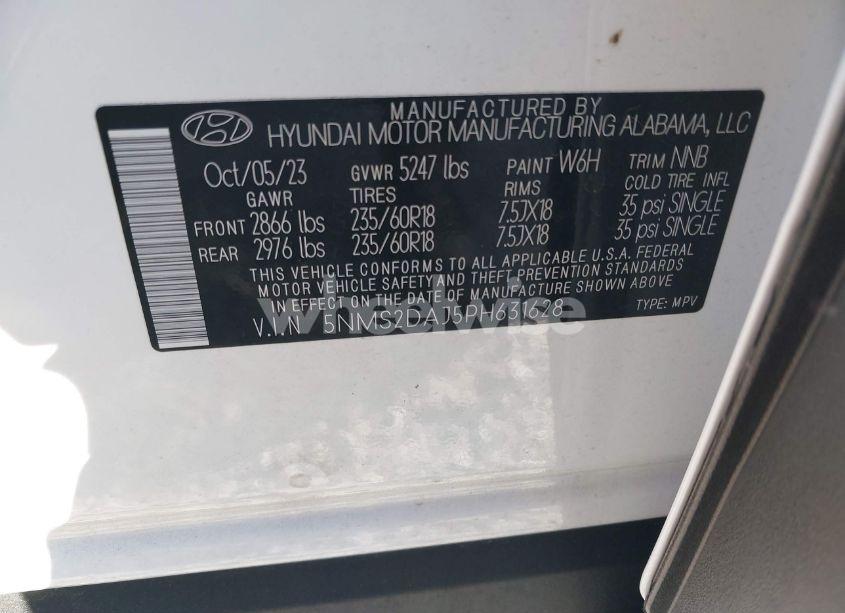 MANUFACTURED BY
HYUNDAI MOTOR MANUFACTURING ALABAMA, LLC
Oct/05/23 GVWR 5247 lbs PAINT W6H TRIM NNB
GAWR TIRES RIMS COLD TIRE INFL
FRONT 2866 lbs 235/60R18 7.5JX18 35 psi SINGLE
REAR 2976 lbs 235/60R18 7.5JX18 35 psi SINGLE
THIS VEHICLE CONFORMS TO ALL APPLICABLE U.S.A. FEDERAL
MOTOR VEHICLE SAFETY AND THEFT PREVENTION STANDARDS
IN EFFECT ON THE DATE OF MANUFACTURE SHOWN ABOVE
V.I.N 5NMS2DAJ5PH631628 TYPE: MPV
wheelwise